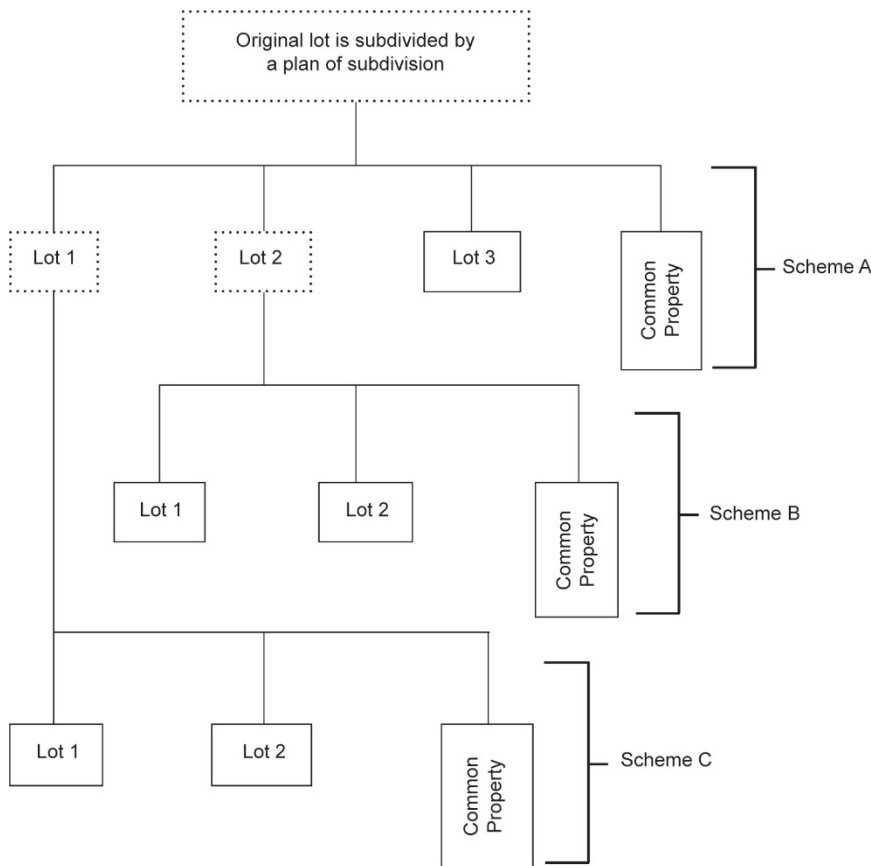 Original lot is subdivided by
a plan of subdivision
Lot 1
Lot 2
Lot 3
Common
Property
Scheme A
Lot 1
Lot 2
Common
Property
Scheme B
Lot 1
Lot 2
Common
Property
Scheme C